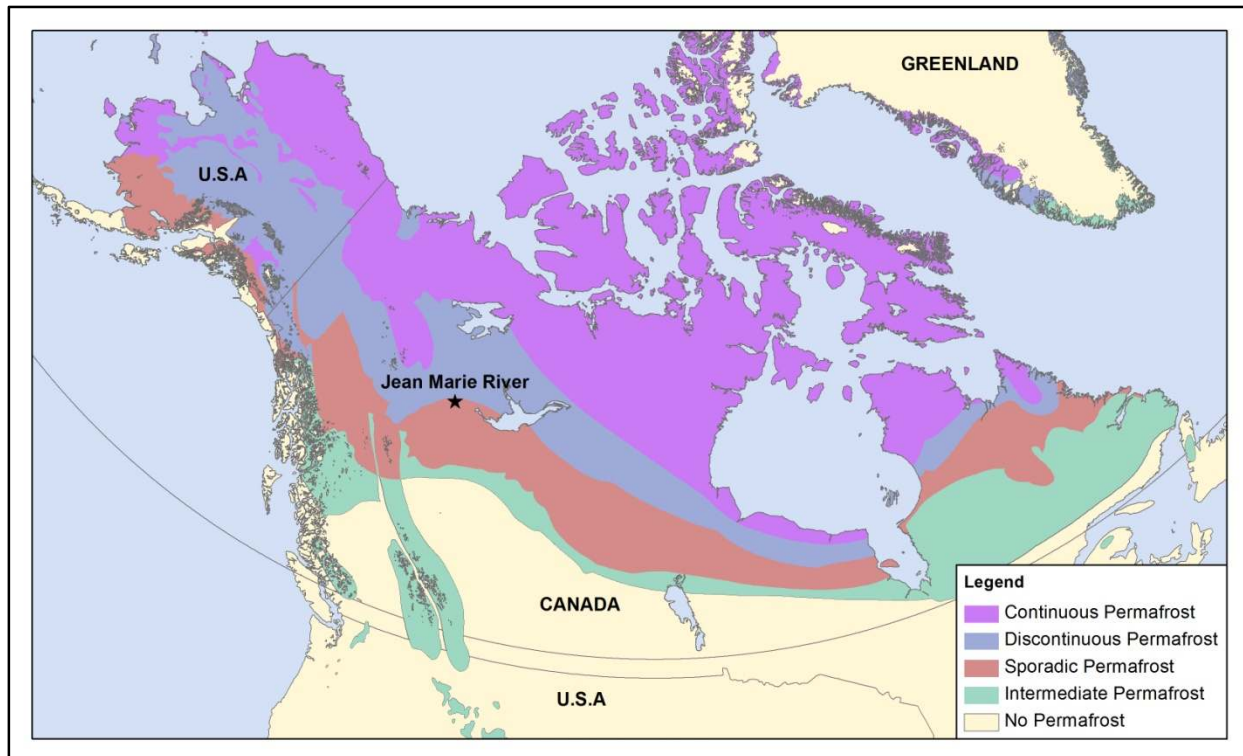 GREENLAND
U.S.A
Jean Marie River
CANADA
U.S.A
Legend
Continuous Permafrost
Discontinuous Permafrost
Sporadic Permafrost
Intermediate Permafrost
No Permafrost